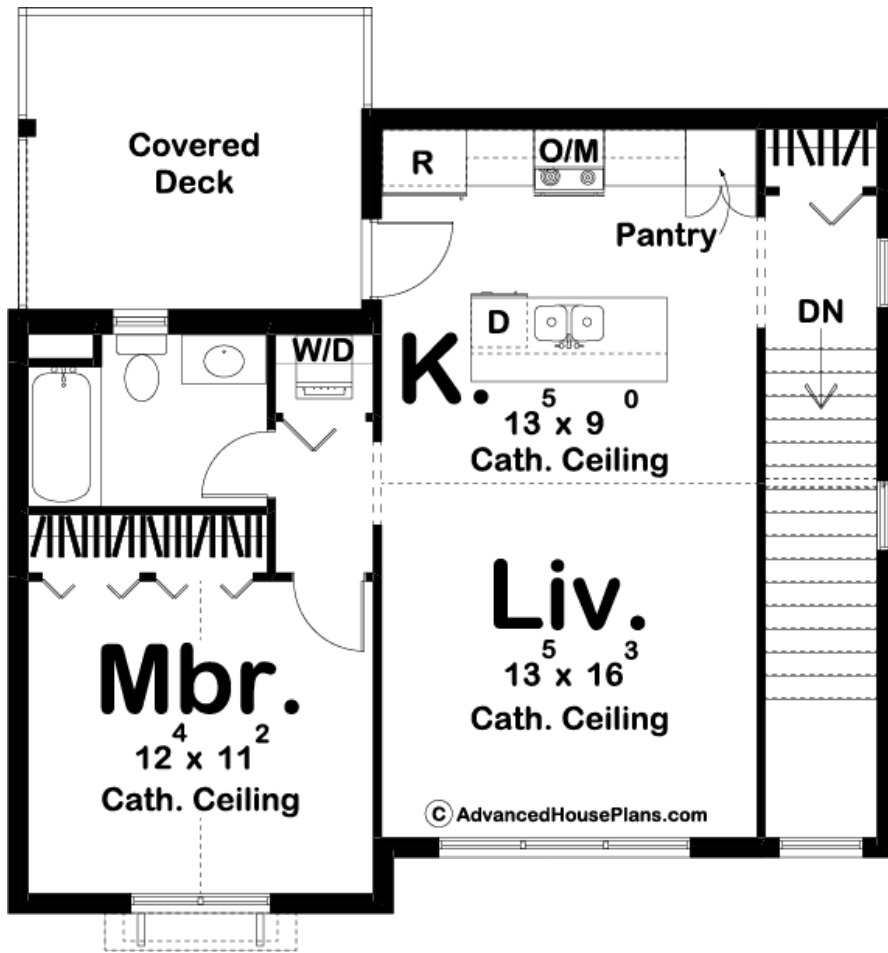 Covered
Deck
R
O/M
Pantry
DN
W/D
D
K.
13⁵ x 9⁰
Cath. Ceiling
Liv.
13⁵ x 16³
Cath. Ceiling
Mbr.
12⁴ x 11²
Cath. Ceiling
© AdvancedHousePlans.com